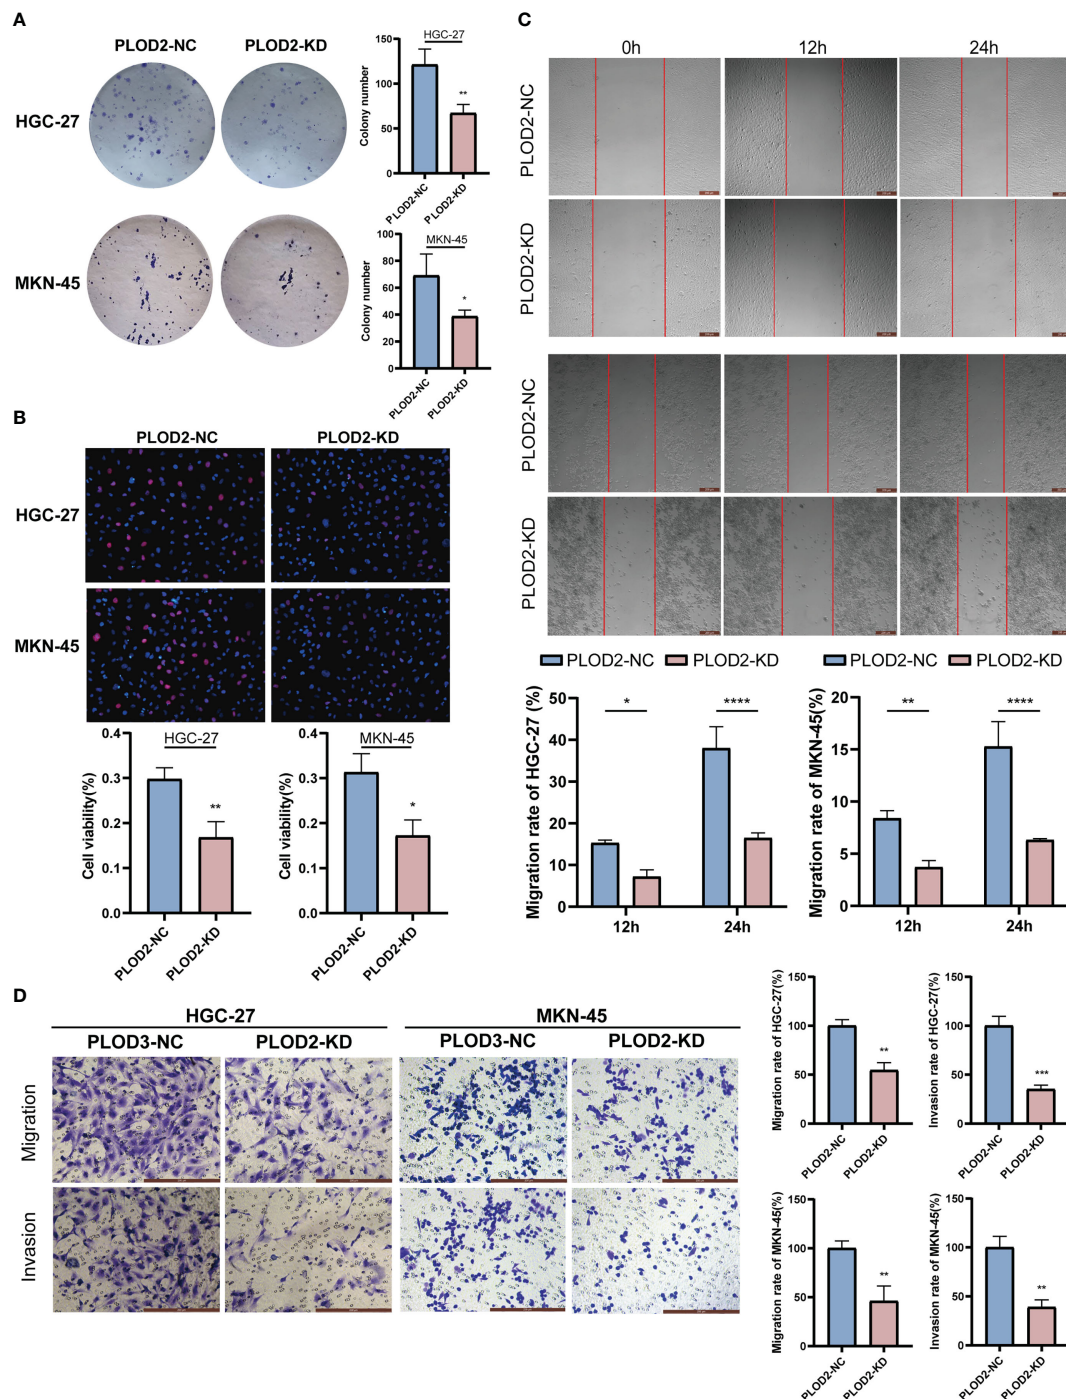 A
PLOD2-NC PLOD2-KD
HGC-27
MKN-45
HGC-27
Colony number
150
100
50
0
**
PLOD2-NC
PLOD2-KD
MKN-45
Colony number
80
60
40
20
0
*
PLOD2-NC
PLOD2-KD
B
PLOD2-NC PLOD2-KD
HGC-27
MKN-45
HGC-27
Cell viability(%)
0.4
0.3
0.2
0.1
0.0
**
PLOD2-NC
PLOD2-KD
MKN-45
Cell viability(%)
0.4
0.3
0.2
0.1
0.0
*
PLOD2-NC
PLOD2-KD
C
0h 12h 24h
PLOD2-NC
PLOD2-KD
PLOD2-NC
PLOD2-KD
PLOD2-NC PLOD2-KD
Migration rate of HGC-27 (%)
50
40
30
20
10
0
* ****
12h 24h
PLOD2-NC PLOD2-KD
Migration rate of MKN-45(%)
20
15
10
5
0
** ****
12h 24h
D
HGC-27 MKN-45
PLOD3-NC PLOD2-KD PLOD3-NC PLOD2-KD
Migration
Invasion
Migration rate of HGC-27(%)
150
100
50
0
**
PLOD2-NC
PLOD2-KD
Invasion rate of HGC-27(%)
150
100
50
0
***
PLOD2-NC
PLOD2-KD
Migration rate of MKN-45(%)
150
100
50
0
**
PLOD2-NC
PLOD2-KD
Invasion rate of MKN-45(%)
150
100
50
0
**
PLOD2-NC
PLOD2-KD